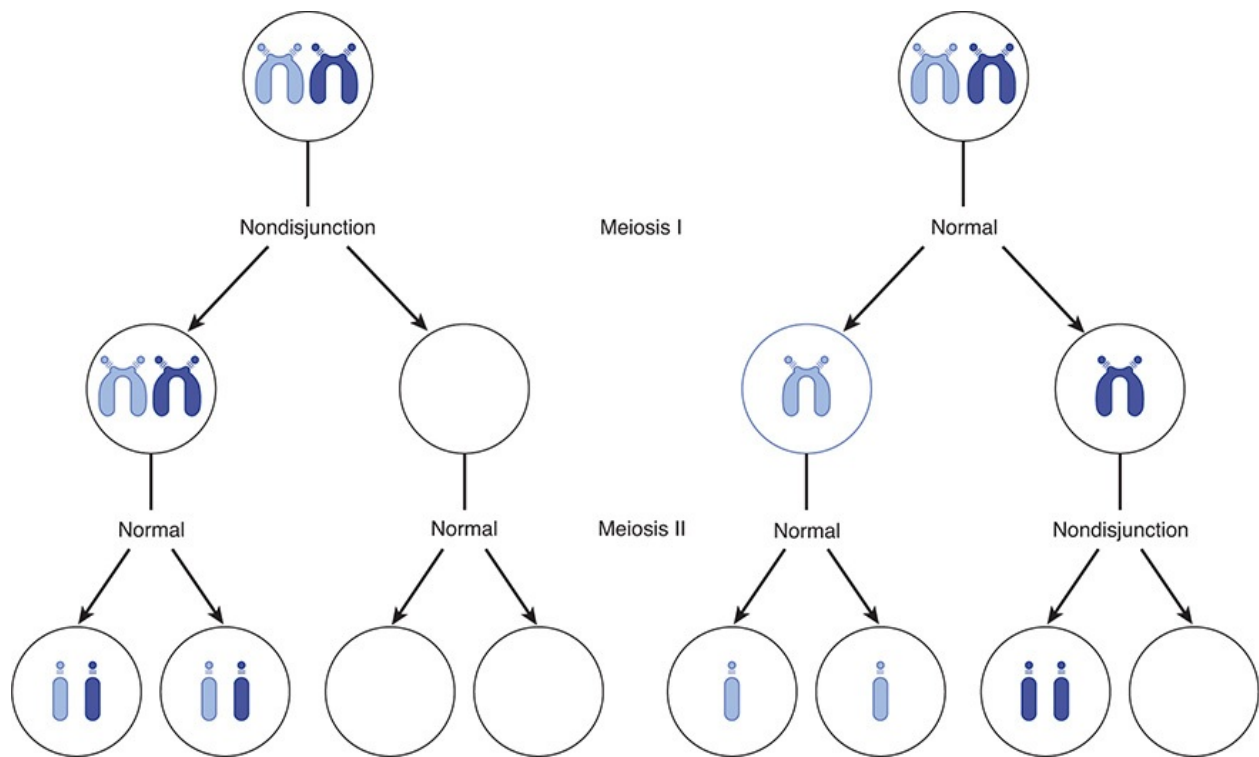 Nondisjunction
Meiosis I
Normal
Normal
Normal
Meiosis II
Normal
Nondisjunction